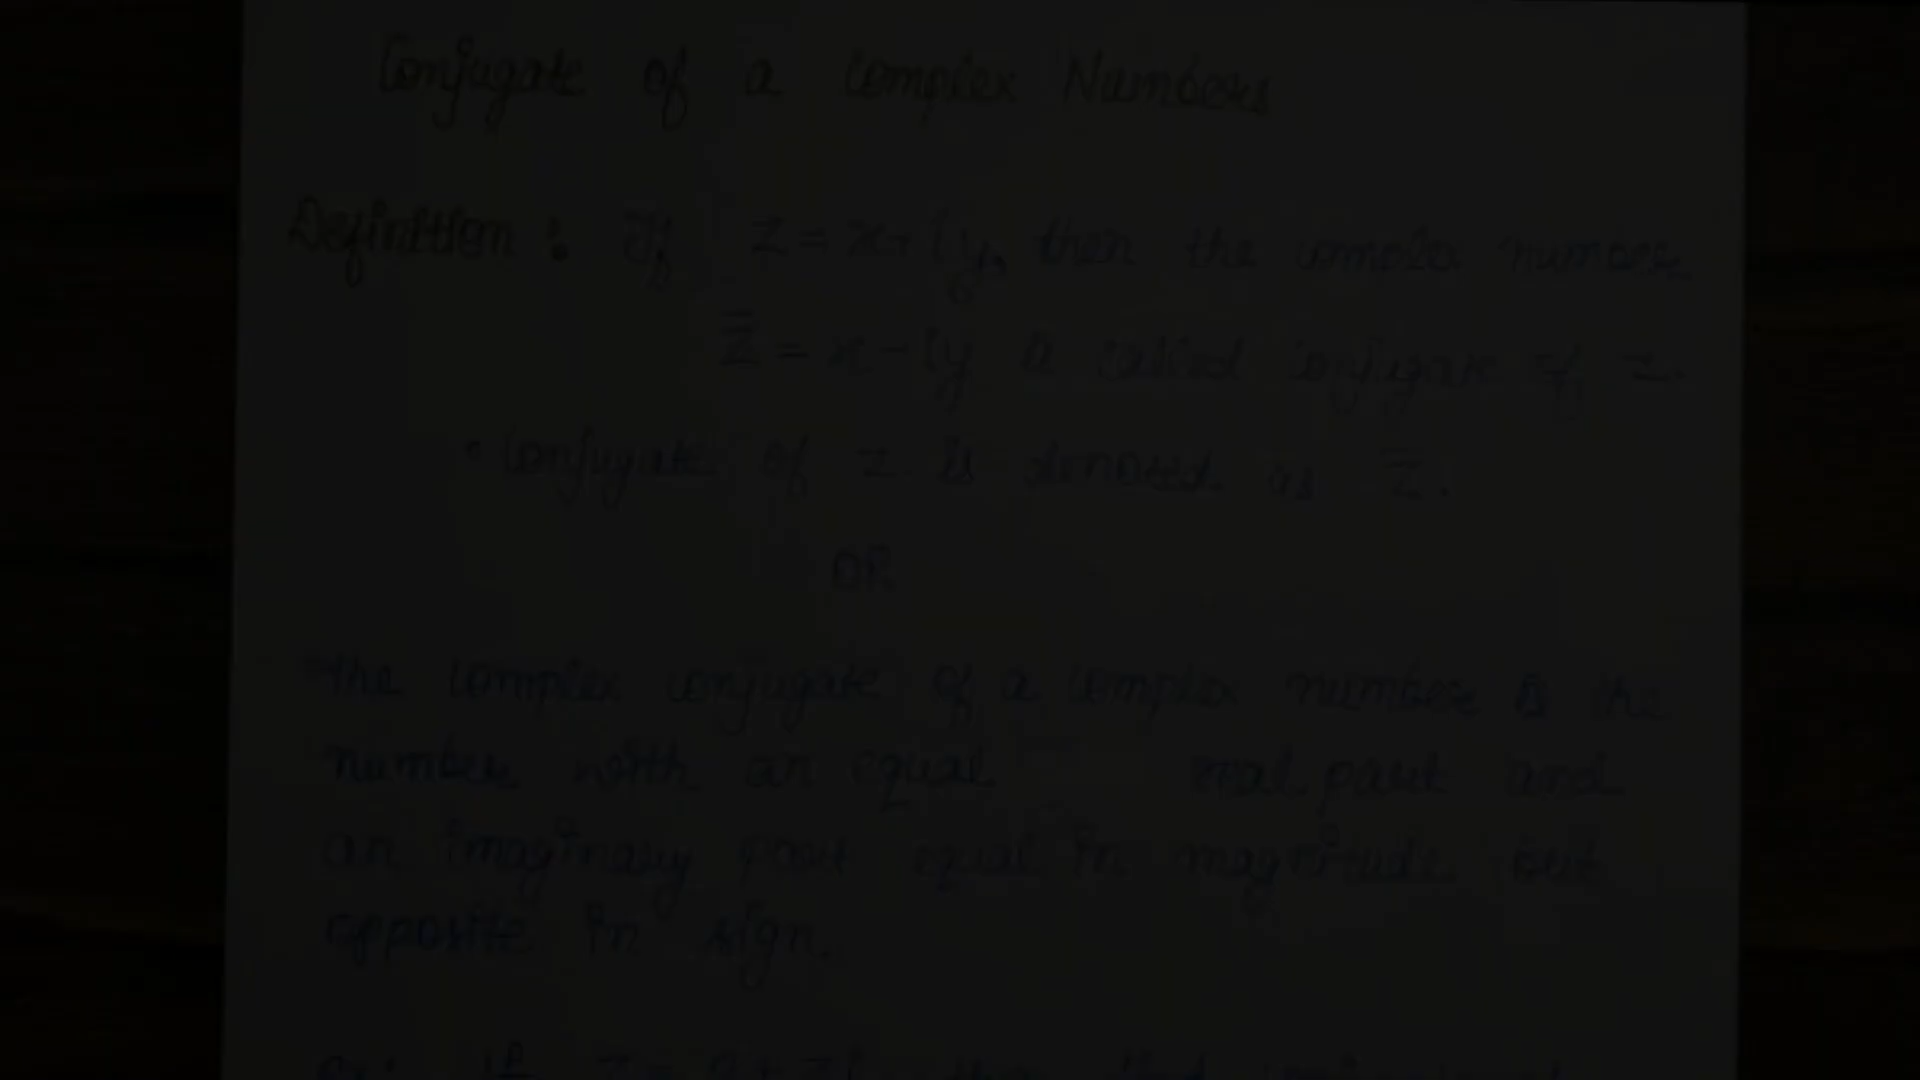 Conjugate of a complex Numbers
Definition : If z = x + iy, then the complex number
z̄ = x - iy is called conjugate of z.
• Conjugate of z is denoted as z̄.
OR
The complex conjugate of a complex number is the
number with an equal real part and
an imaginary part equal in magnitude but
opposite in sign.
Ex: If z =